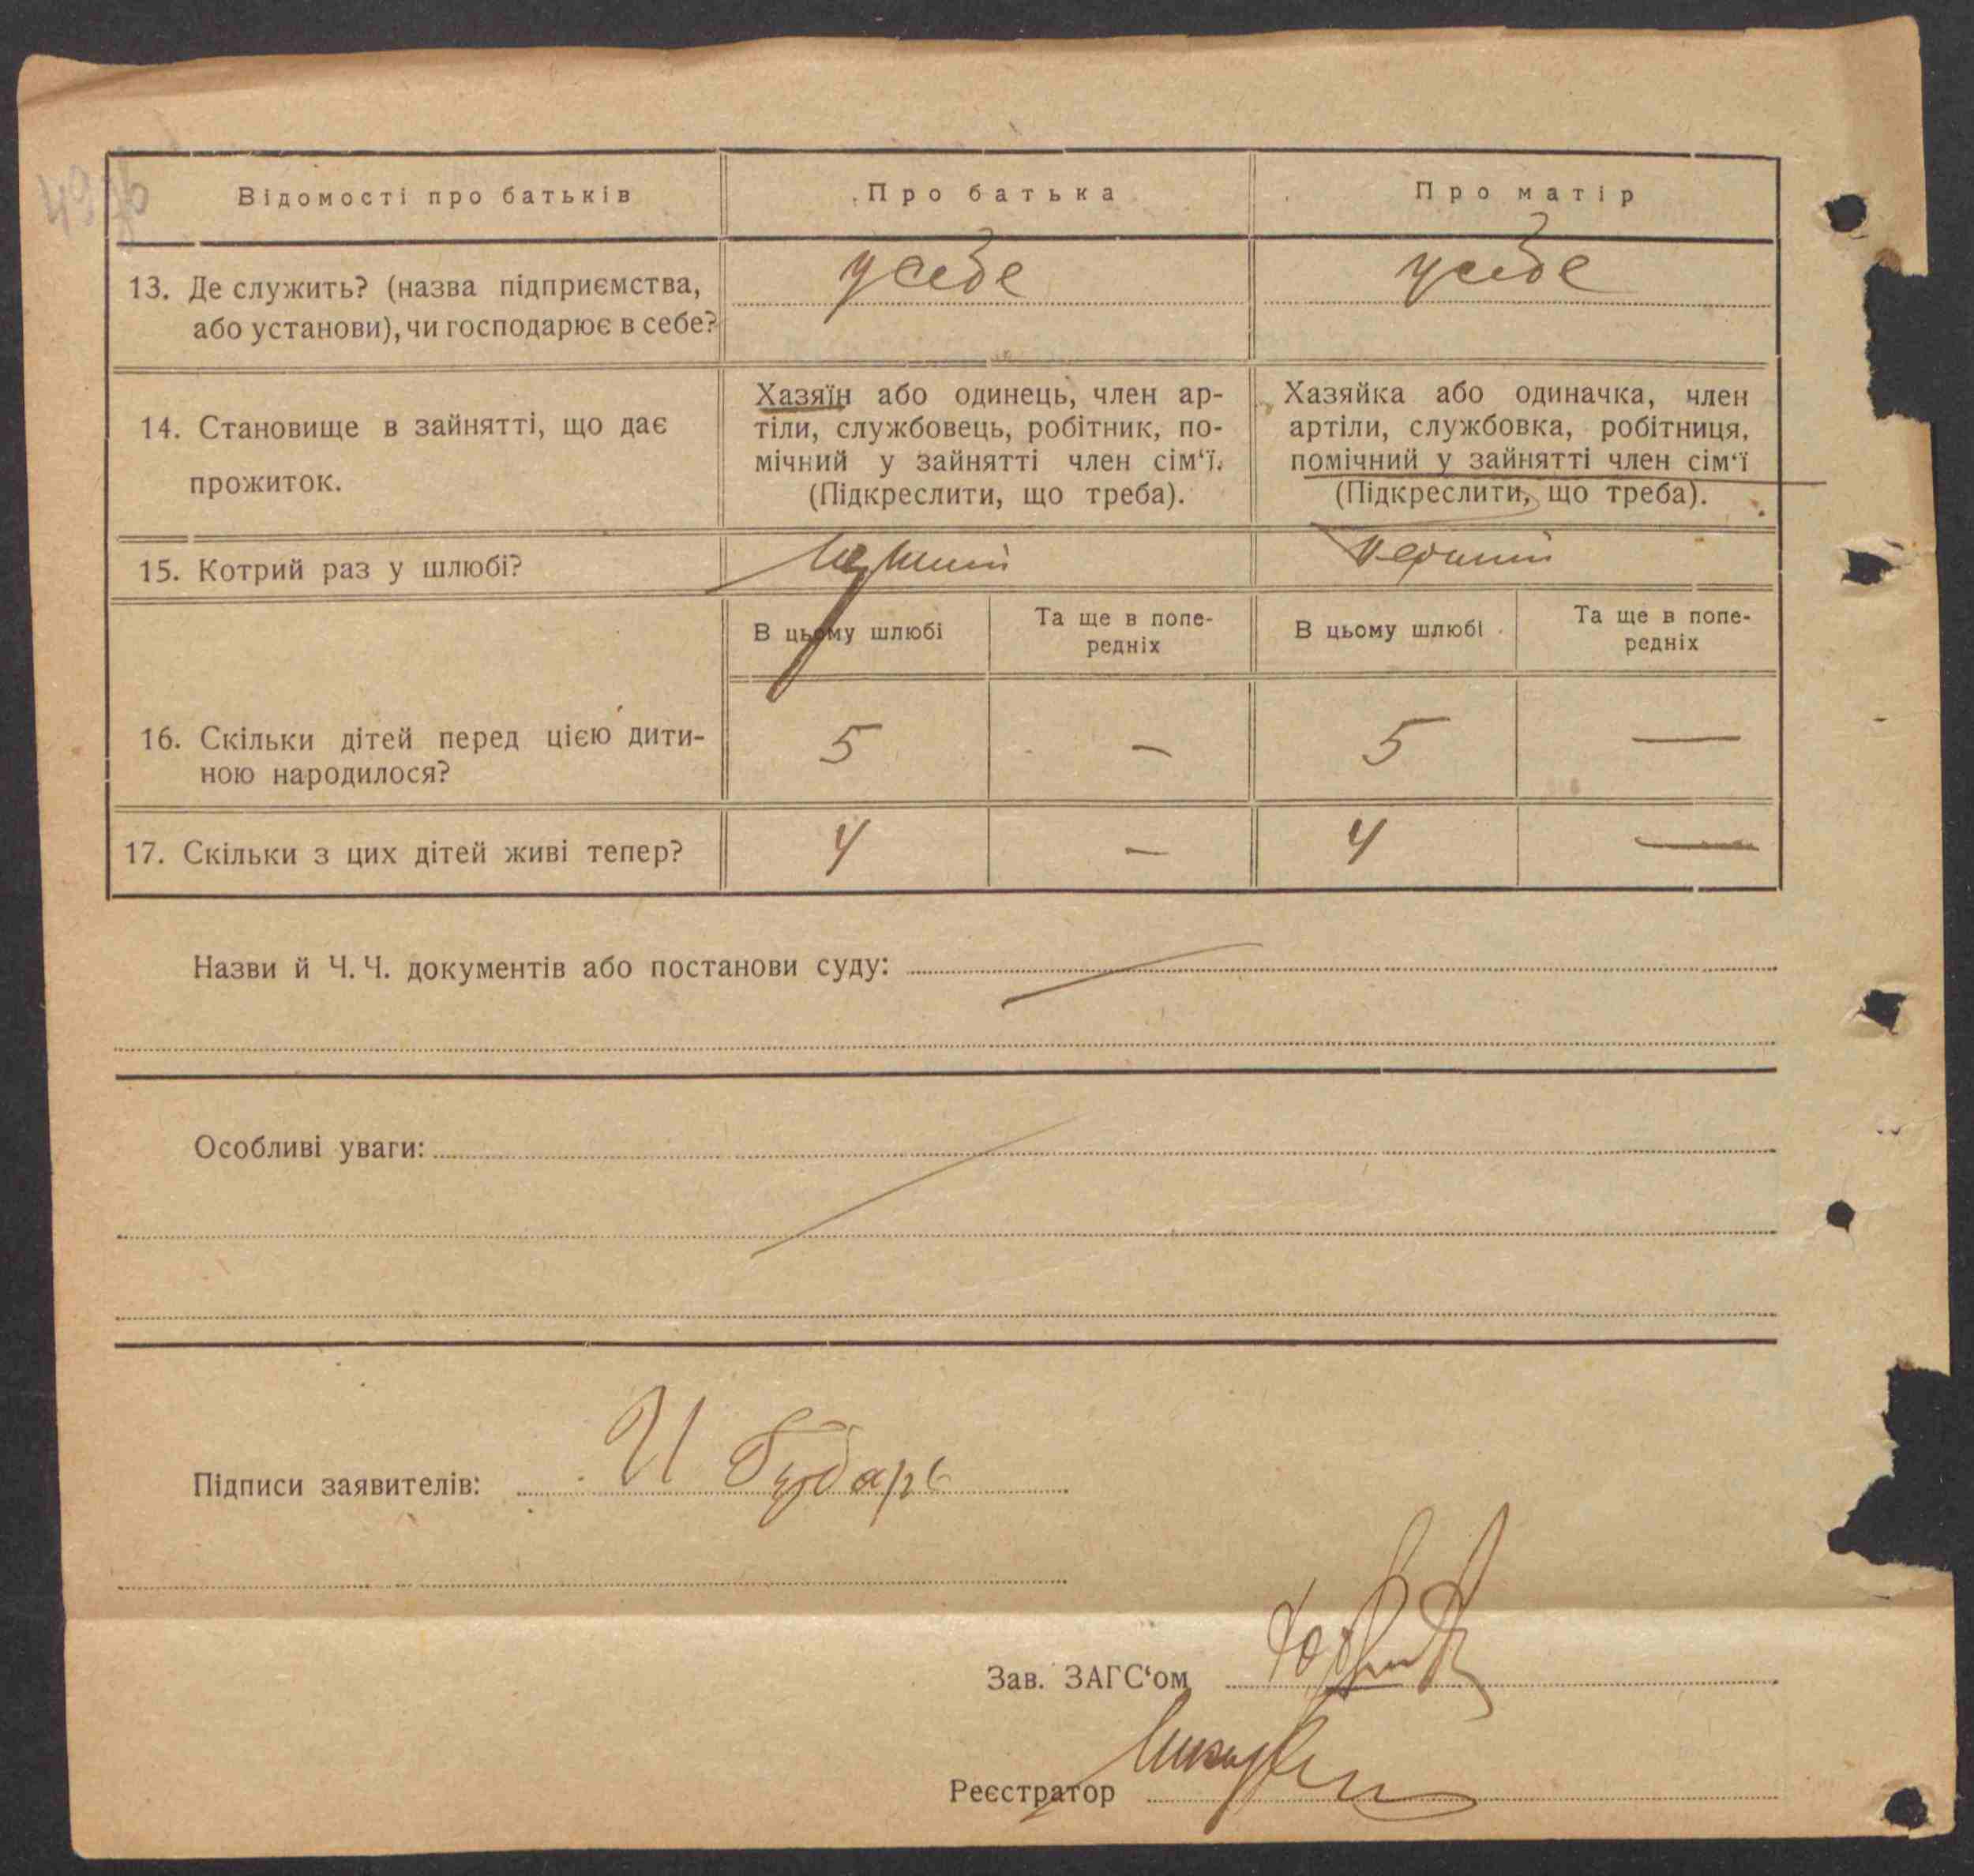 Відомості про батьків
Про батька
Про матір
13. Де служить? (назва підприємства,
або установи), чи господарює в себе?
у себе
у себе
14. Становище в зайнятті, що дає
прожиток.
Хазяїн або одинець, член ар-
тіли, службовець, робітник, по-
мічний у зайнятті член сім‘ї.
(Підкреслити, що треба).
Хазяйка або одиначка, член
артіли, службовка, робітниця,
помічний у зайнятті член сім‘ї
(Підкреслити, що треба).
15. Котрий раз у шлюбі?
перший
перший
В цьому шлюбі
Та ще в попе-
редніх
В цьому шлюбі
Та ще в попе-
редніх
16. Скільки дітей перед цією дити-
ною народилося?
5
—
5
—
17. Скільки з цих дітей живі тепер?
4
—
4
—
Назви й Ч. Ч. документів або постанови суду:
Особливі уваги:
Підписи заявителів:
Зав. ЗАГС‘ом
Реєстратор